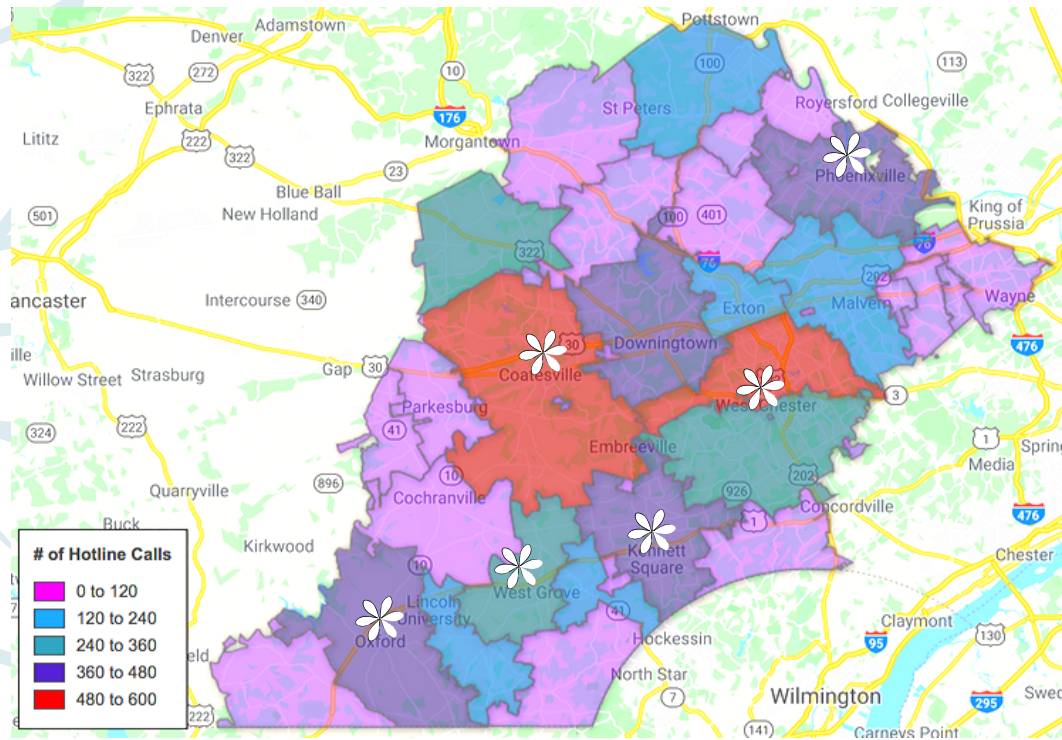 Pottstown
Adamstown
Denver
100
322
272
10
113
Ephrata
176
St Peters
Royersford
Collegeville
Lititz
222
Morgantown
322
23
Phoenixville
Blue Ball
New Holland
501
100
401
King of
Prussia
322
76
76
202
ancaster
Intercourse
340
Exton
Malvern
Wayne
30
Downingtown
476
ille
Gap
30
Coatesville
Willow Street
Strasburg
3
Parkesburg
West Chester
324
222
41
Embreeville
1
Spring
Media
896
10
202
Quarryville
Cochranville
926
Concordville
476
Buck
1
Kennett
Square
Chester
Kirkwood
10
West Grove
Lincoln
University
41
Oxford
Hockessin
Claymont
95
130
eld
North Star
7
Wilmington
295
Swed
222
141
Carneys Point
# of Hotline Calls
0 to 120
120 to 240
240 to 360
360 to 480
480 to 600